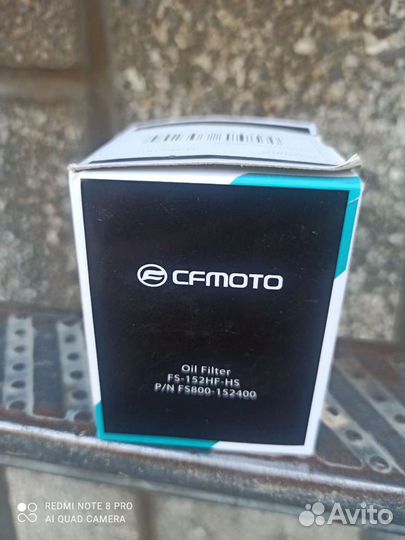 CFMOTO
Oil Filter
FS-152HF-HS
P/N FS800-152400
REDMI NOTE 8 PRO
AI QUAD CAMERA
Avito